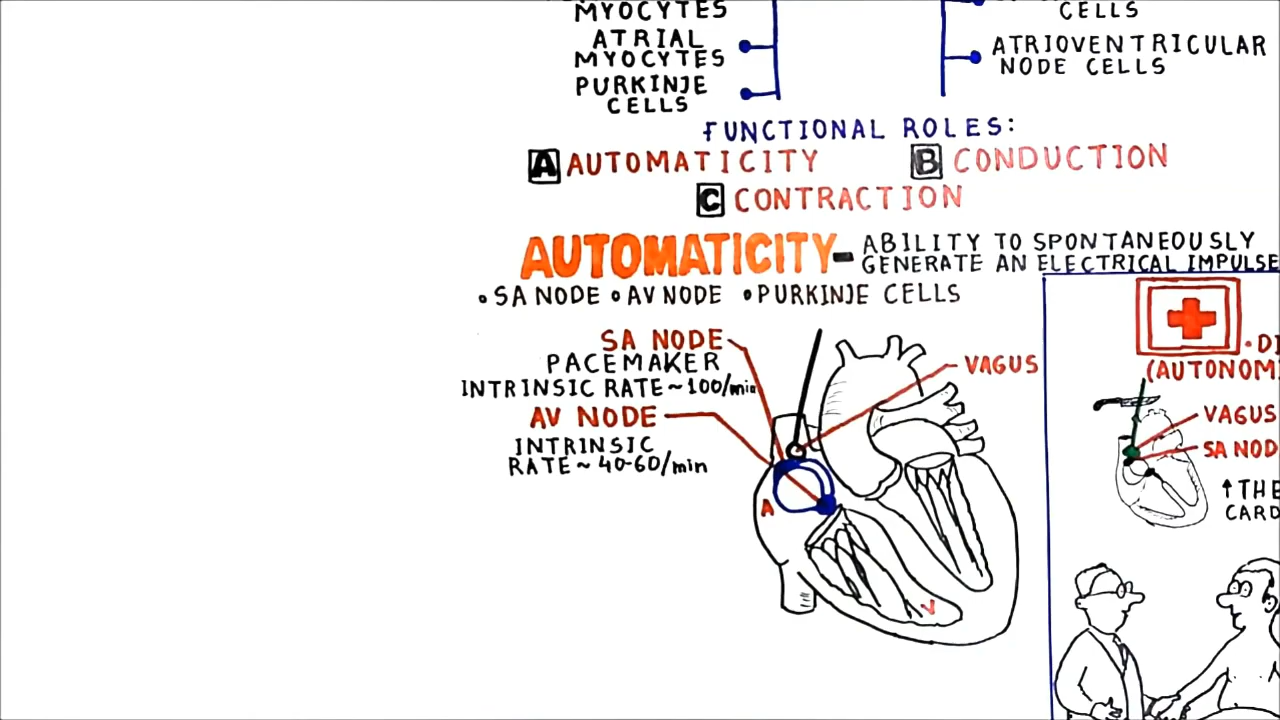 MYOCYTES
ATRIAL
MYOCYTES
PURKINJE
CELLS
CELLS
ATRIOVENTRICULAR
NODE CELLS
FUNCTIONAL ROLES:
A AUTOMATICITY
B CONDUCTION
C CONTRACTION
AUTOMATICITY-
ABILITY TO SPONTANEOUSLY
GENERATE AN ELECTRICAL IMPULSE
• SA NODE • AV NODE • PURKINJE CELLS
SA NODE
PACEMAKER
INTRINSIC RATE ~100/min
AV NODE
INTRINSIC
RATE ~ 40-60/min
VAGUS
A
V
• DI
(AUTONOM
VAGUS
SA NOD
↑THE
CARD